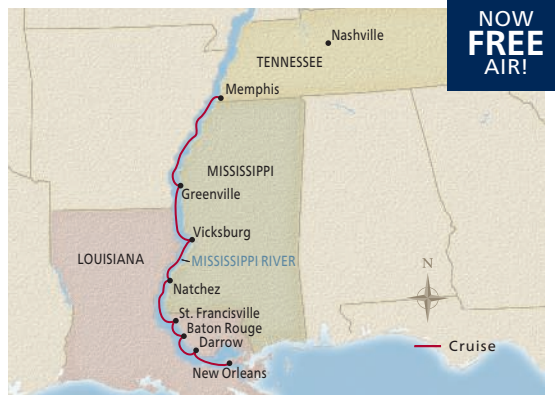 NOW
FREE
AIR!
Nashville
TENNESSEE
Memphis
MISSISSIPPI
Greenville
Vicksburg
LOUISIANA
MISSISSIPPI RIVER
Natchez
N
St. Francisville
Baton Rouge
Darrow
Cruise
New Orleans